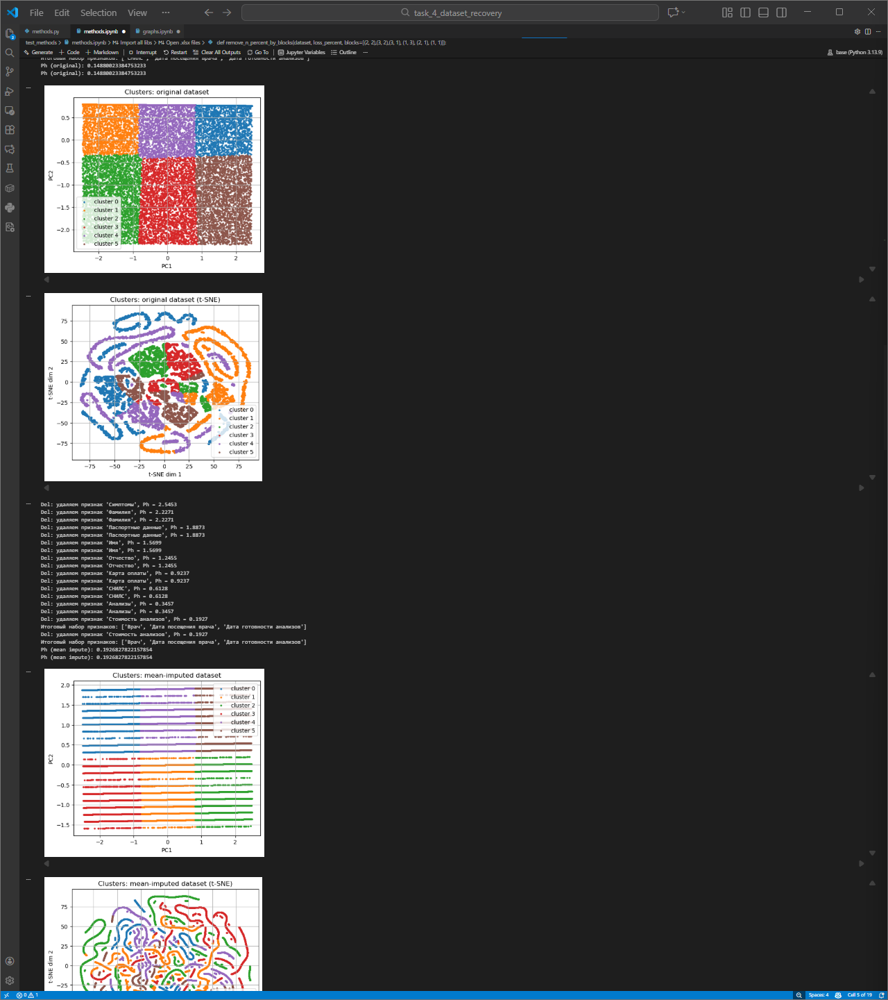 File Edit Selection View ··· task_4_dataset_recovery
methods.py methods.ipynb graphs.ipynb
test_methods > methods.ipynb > M↓ Import all libs > M↓ Open .xlsx files > def remove_n_percent_by_blocks(dataset, loss_percent, blocks=[(2, 2),(3, 2),(3, 1), (1, 3), (2, 1), (1, 1)]):
Generate + Code + Markdown Interrupt Restart Clear All Outputs Go To Jupyter Variables Outline ··· base (Python 3.13.9)
Итоговый набор признаков: ['СНИЛС', 'Дата посещения врача', 'Дата готовности анализов']
Ph (original): 0.14880023384753233
Ph (original): 0.14880023384753233
Clusters: original dataset
0.5
0.0
−0.5
−1.0
−1.5
−2.0
PC2
cluster 0
cluster 1
cluster 2
cluster 3
cluster 4
cluster 5
−2 −1 0 1 2
PC1
Clusters: original dataset (t-SNE)
75
50
25
0
−25
−50
−75
t-SNE dim 2
cluster 0
cluster 1
cluster 2
cluster 3
cluster 4
cluster 5
−75 −50 −25 0 25 50 75
t-SNE dim 1
Del: удаляем признак 'Симптомы', Ph = 2.5453
Del: удаляем признак 'Фамилия', Ph = 2.2271
Del: удаляем признак 'Фамилия', Ph = 2.2271
Del: удаляем признак 'Паспортные данные', Ph = 1.8873
Del: удаляем признак 'Паспортные данные', Ph = 1.8873
Del: удаляем признак 'Имя', Ph = 1.5699
Del: удаляем признак 'Имя', Ph = 1.5699
Del: удаляем признак 'Отчество', Ph = 1.2455
Del: удаляем признак 'Отчество', Ph = 1.2455
Del: удаляем признак 'Карта оплаты', Ph = 0.9237
Del: удаляем признак 'Карта оплаты', Ph = 0.9237
Del: удаляем признак 'СНИЛС', Ph = 0.6128
Del: удаляем признак 'СНИЛС', Ph = 0.6128
Del: удаляем признак 'Анализы', Ph = 0.3457
Del: удаляем признак 'Анализы', Ph = 0.3457
Del: удаляем признак 'Стоимость анализов', Ph = 0.1927
Итоговый набор признаков: ['Врач', 'Дата посещения врача', 'Дата готовности анализов']
Del: удаляем признак 'Стоимость анализов', Ph = 0.1927
Итоговый набор признаков: ['Врач', 'Дата посещения врача', 'Дата готовности анализов']
Ph (mean impute): 0.1926827822157854
Ph (mean impute): 0.1926827822157854
Clusters: mean-imputed dataset
2.0
1.5
1.0
0.5
0.0
−0.5
−1.0
−1.5
PC2
cluster 0
cluster 1
cluster 2
cluster 3
cluster 4
cluster 5
−2 −1 0 1 2
PC1
Clusters: mean-imputed dataset (t-SNE)
75
50
25
0
−25
t-SNE dim 2
0 1 Spaces: 4 Cell 5 of 19